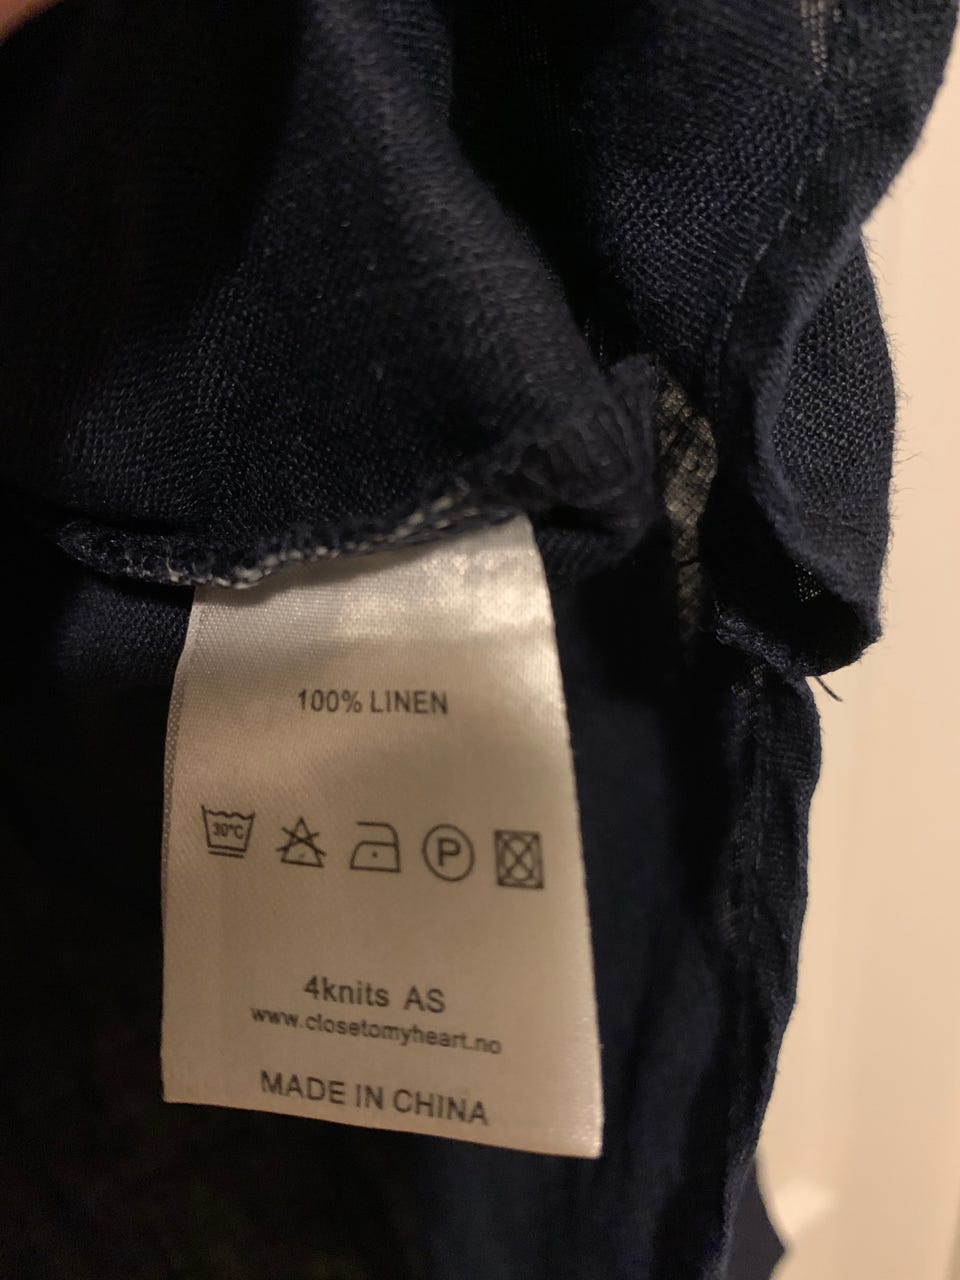 100% LINEN
30°C
P
4knits AS
www.closetomyheart.no
MADE IN CHINA